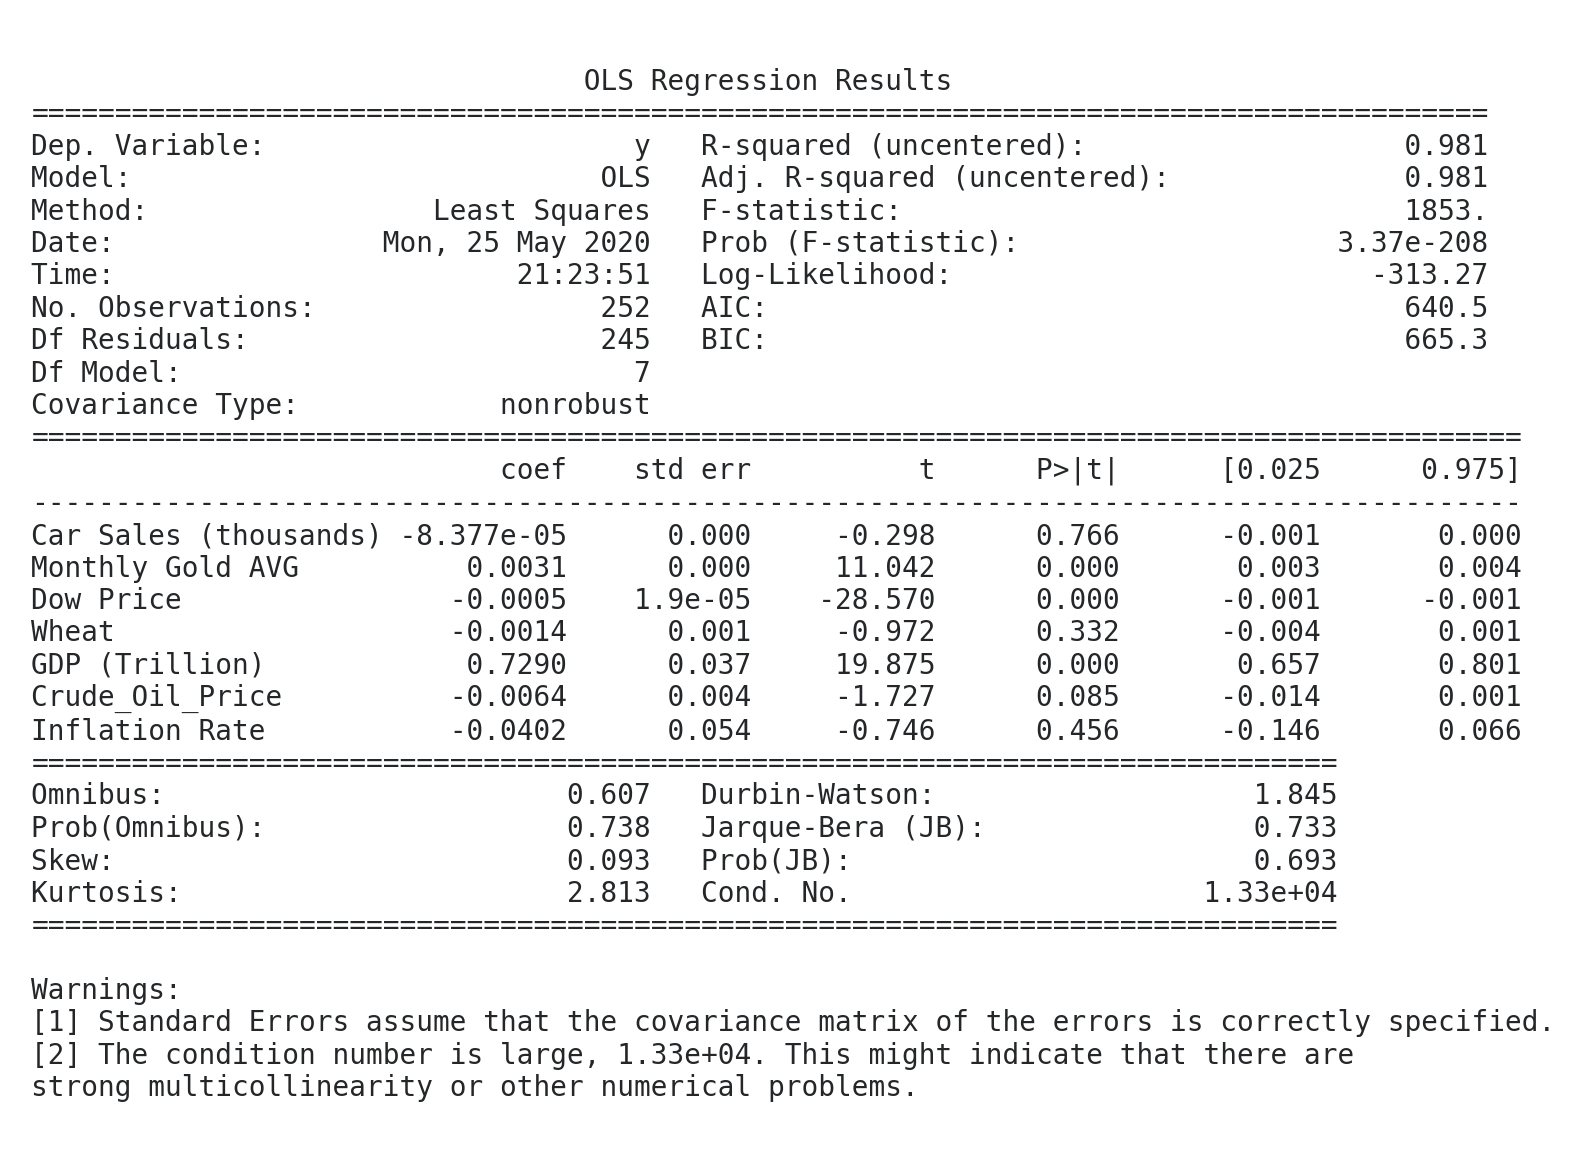 OLS Regression Results
=======================================================================================
Dep. Variable:                      y   R-squared (uncentered):                   0.981
Model:                            OLS   Adj. R-squared (uncentered):              0.981
Method:                 Least Squares   F-statistic:                              1853.
Date:                Mon, 25 May 2020   Prob (F-statistic):                   3.37e-208
Time:                        21:23:51   Log-Likelihood:                         -313.27
No. Observations:                 252   AIC:                                      640.5
Df Residuals:                     245   BIC:                                      665.3
Df Model:                           7
Covariance Type:            nonrobust
=========================================================================================
                            coef    std err          t      P>|t|      [0.025      0.975]
-----------------------------------------------------------------------------------------
Car Sales (thousands) -8.377e-05      0.000     -0.298      0.766      -0.001       0.000
Monthly Gold AVG          0.0031      0.000     11.042      0.000       0.003       0.004
Dow Price                -0.0005    1.9e-05    -28.570      0.000      -0.001      -0.001
Wheat                    -0.0014      0.001     -0.972      0.332      -0.004       0.001
GDP (Trillion)            0.7290      0.037     19.875      0.000       0.657       0.801
Crude_Oil_Price          -0.0064      0.004     -1.727      0.085      -0.014       0.001
Inflation Rate           -0.0402      0.054     -0.746      0.456      -0.146       0.066
==============================================================================
Omnibus:                        0.607   Durbin-Watson:                   1.845
Prob(Omnibus):                  0.738   Jarque-Bera (JB):                0.733
Skew:                           0.093   Prob(JB):                        0.693
Kurtosis:                       2.813   Cond. No.                     1.33e+04
==============================================================================
Warnings:
[1] Standard Errors assume that the covariance matrix of the errors is correctly specified.
[2] The condition number is large, 1.33e+04. This might indicate that there are
strong multicollinearity or other numerical problems.